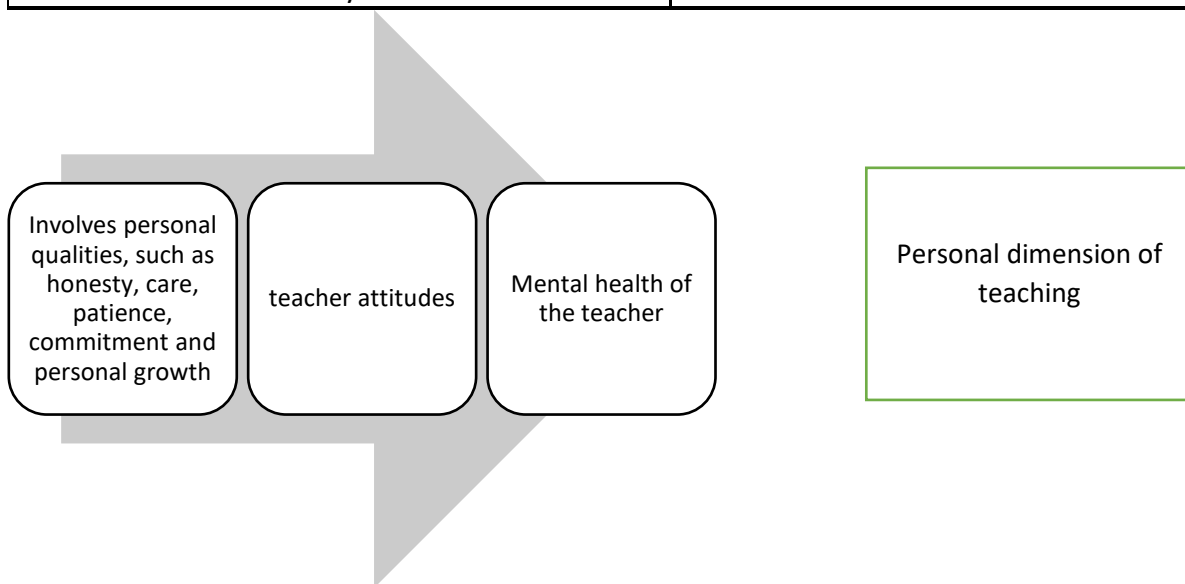 Involves personal
qualities, such as
honesty, care,
patience,
commitment and
personal growth
teacher attitudes
Mental health of
the teacher
Personal dimension of
teaching